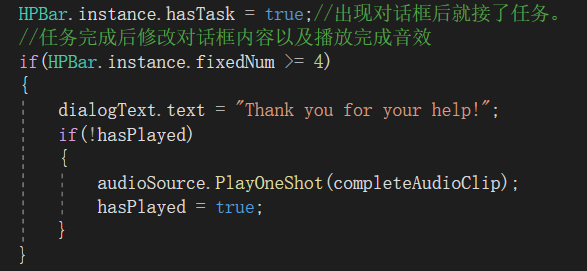 HPBar.instance.hasTask = true;//出现对话框后就接了任务。
//任务完成后修改对话框内容以及播放完成音效
if(HPBar.instance.fixedNum >= 4)
{
dialogText.text = "Thank you for your help!";
if(!hasPlayed)
{
audioSource.PlayOneShot(completeAudioClip);
hasPlayed = true;
}
}